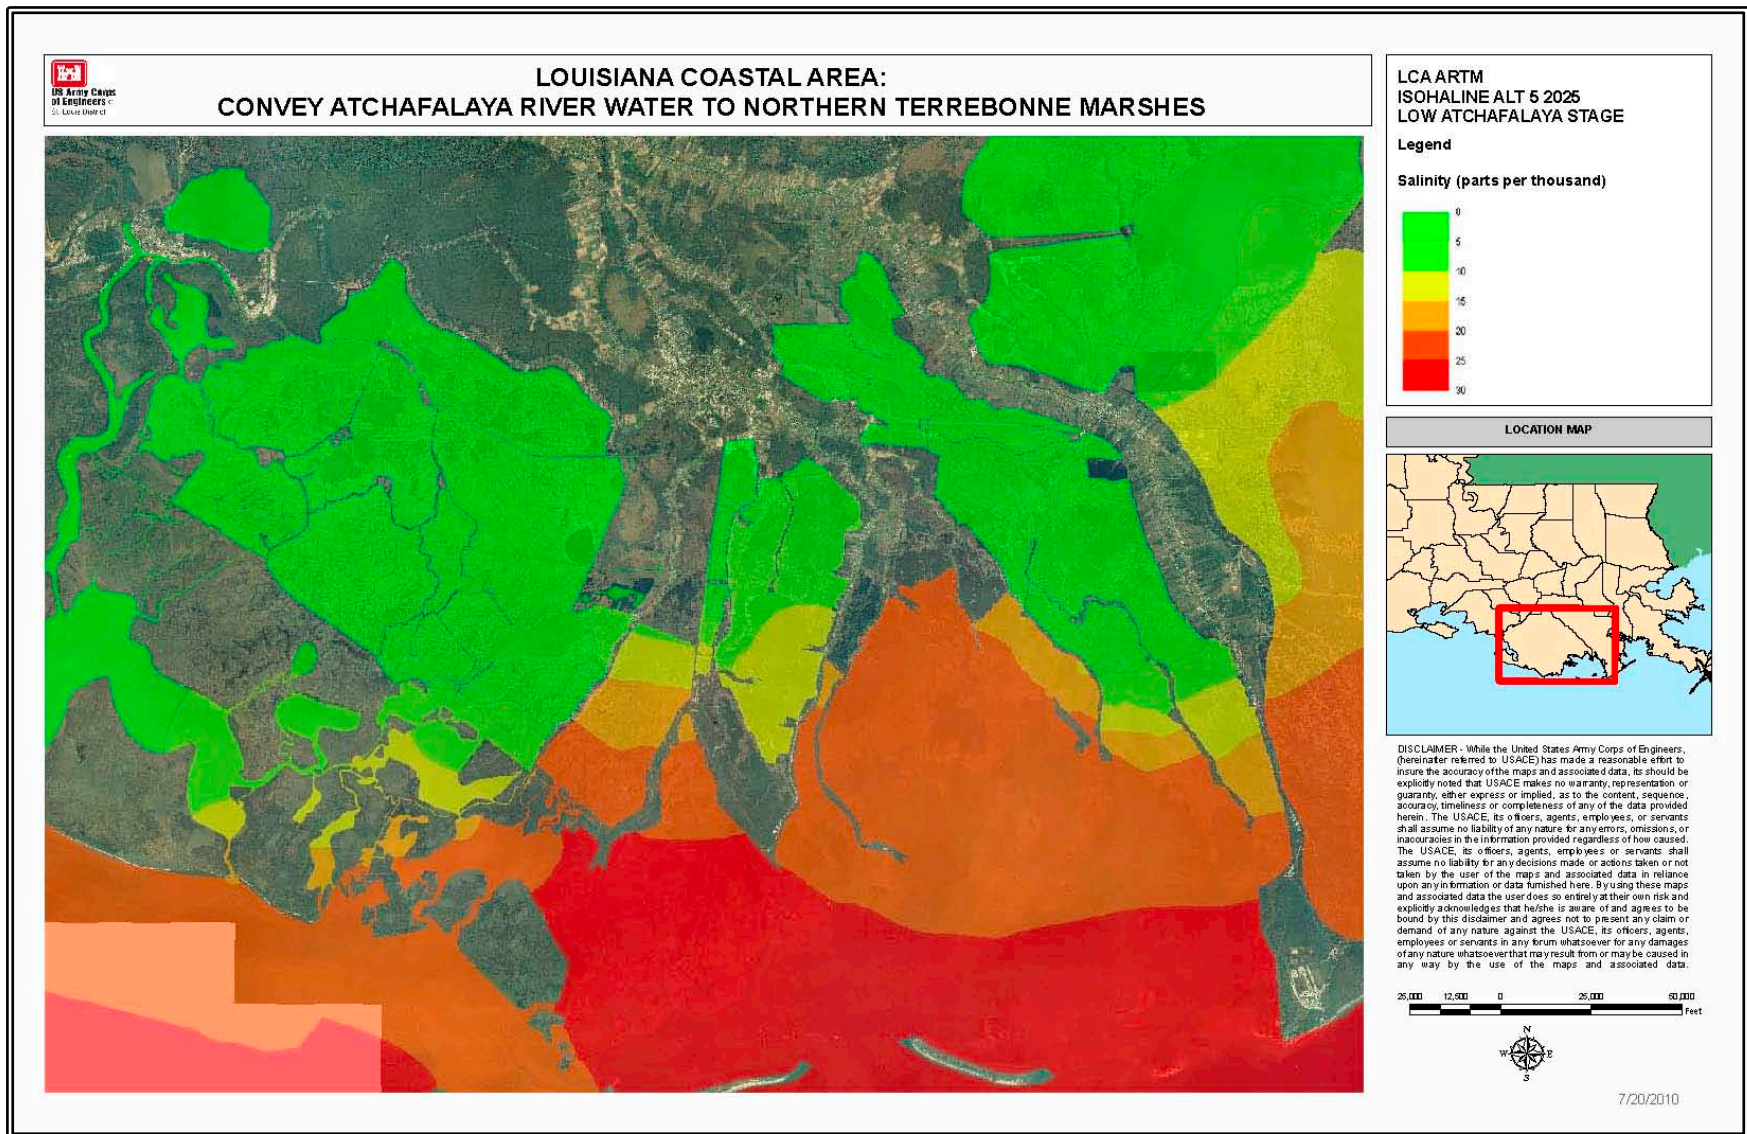 US Army Corps
of Engineers
St. Louis District
LOUISIANA COASTAL AREA:
CONVEY ATCHAFALAYA RIVER WATER TO NORTHERN TERREBONNE MARSHES
LCA ARTM
ISOHALINE ALT 5 2025
LOW ATCHAFALAYA STAGE
Legend
Salinity (parts per thousand)
0
5
10
15
20
25
30
LOCATION MAP
DISCLAIMER - While the United States Army Corps of Engineers,
(hereinafter referred to USACE) has made a reasonable effort to
insure the accuracy of the maps and associated data, its should be
explicitly noted that USACE makes no warranty, representation or
guaranty, either express or implied, as to the content, sequence,
accuracy, timeliness or completeness of any of the data provided
herein. The USACE, its officers, agents, employees, or servants
shall assume no liability of any nature for any errors, omissions, or
inaccuracies in the information provided regardless of how caused.
The USACE, its officers, agents, employees or servants shall
assume no liability for any decisions made or actions taken or not
taken by the user of the maps and associated data in reliance
upon any information or data furnished here. By using these maps
and associated data the user does so entirely at their own risk and
explicitly acknowledges that he/she is aware of and agrees to be
bound by this disclaimer and agrees not to present any claim or
demand of any nature against the USACE, its officers, agents,
employees or servants in any forum whatsoever for any damages
of any nature whatsoever that may result from or may be caused in
any way by the use of the maps and associated data.
25,000 12,500 0 25,000 50,000
Feet
N
W E
S
7/20/2010